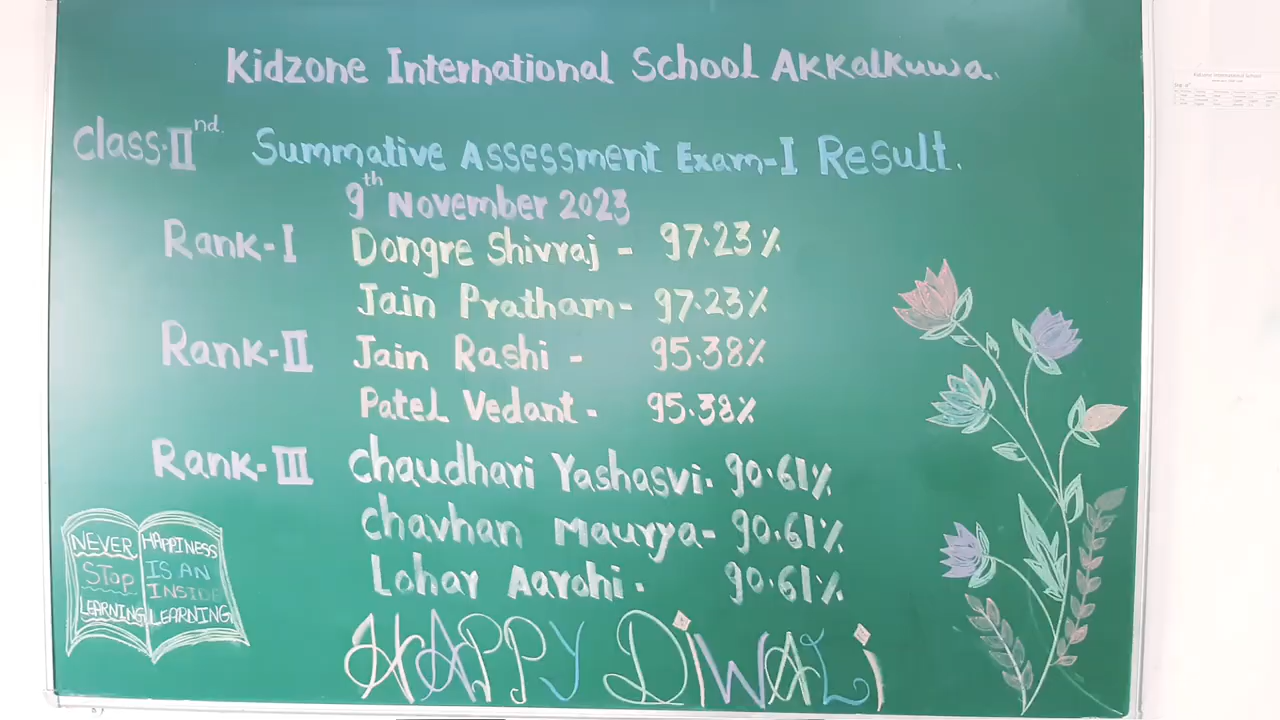 Kidzone International School Akkalkuwa.
Class-IInd. Summative Assessment Exam-I Result.
9th November 2023
Rank-I Dongre Shivraj - 97.23%
Jain Pratham- 97.23%
Rank-II Jain Rashi - 95.38%
Patel Vedant - 95.38%
Rank-III Chaudhari Yashasvi. 90.61%
Chavhan Maurya- 90.61%
Lohar Aarohi. 90.61%
NEVER
STOP
LEARNING
HAPPINESS
IS AN
INSIDE
LEARNING
HAPPY DiWALi